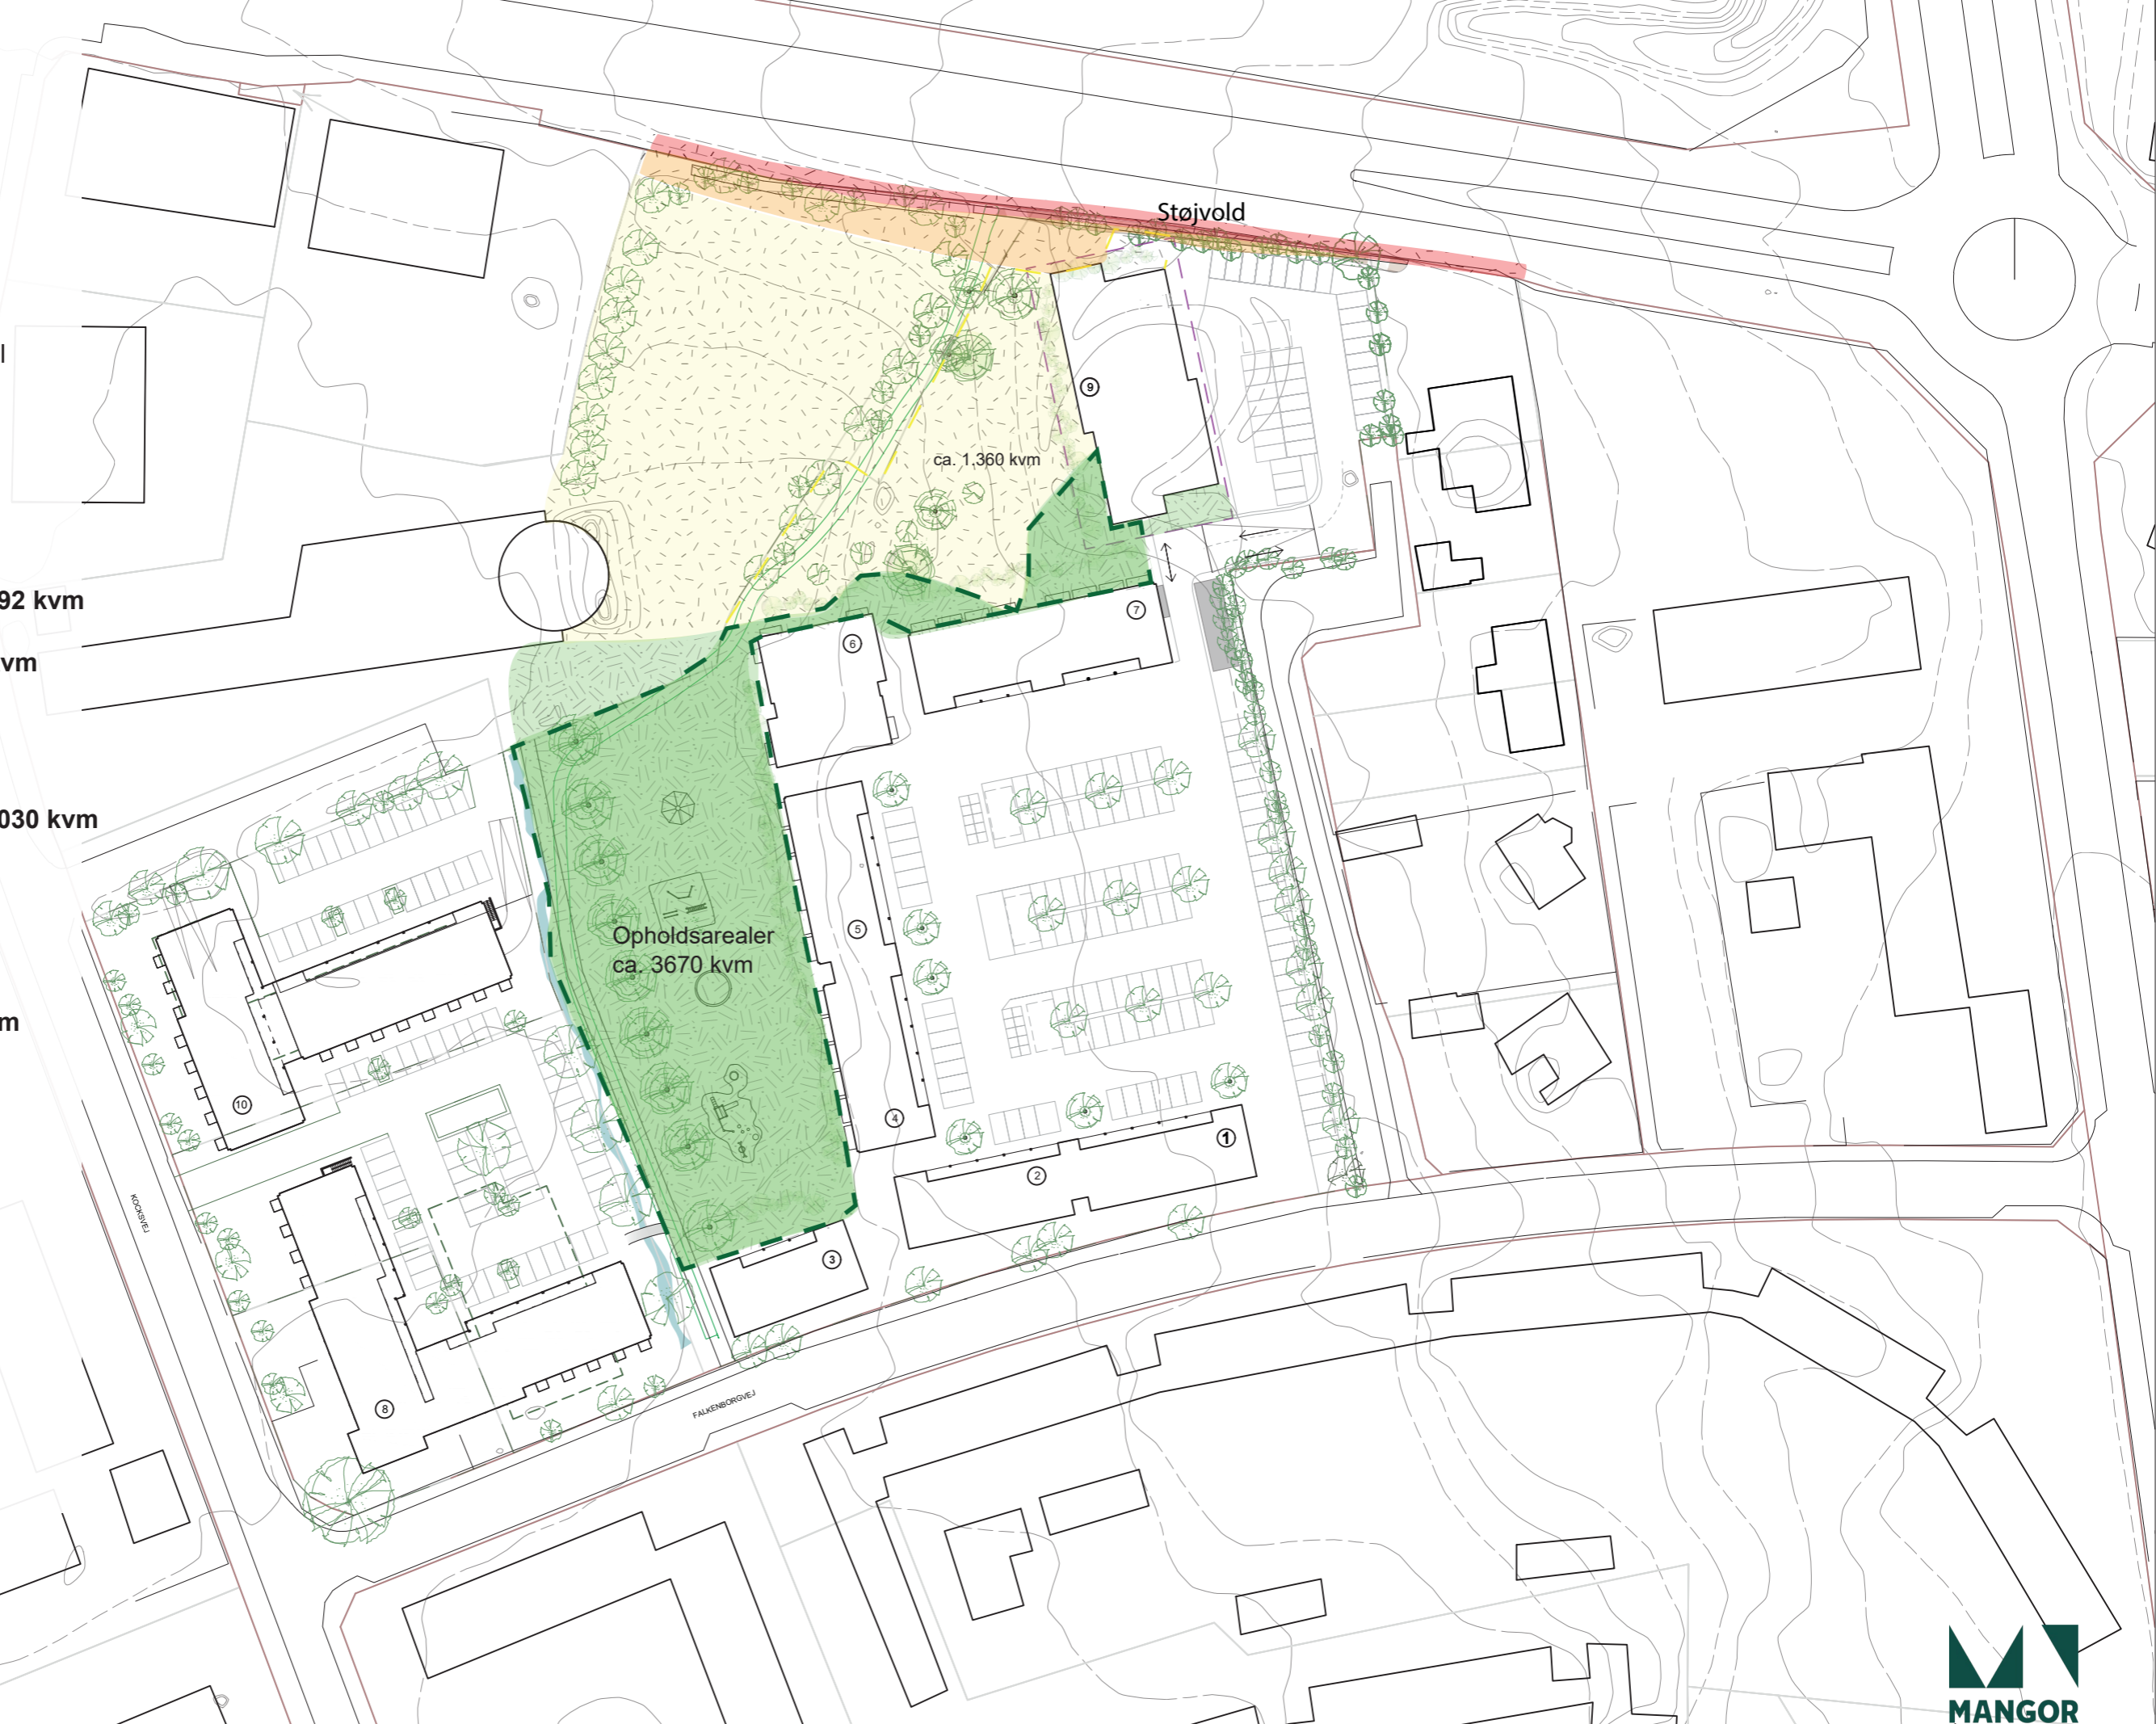 Støjvold
l
9
ca. 1.360 kvm
92 kvm
7
6
vm
030 kvm
5
Opholdsarealer
ca. 3670 kvm
m
10
4
1
2
KOCKSVEJ
3
8
FALKENBORGVEJ
MANGOR